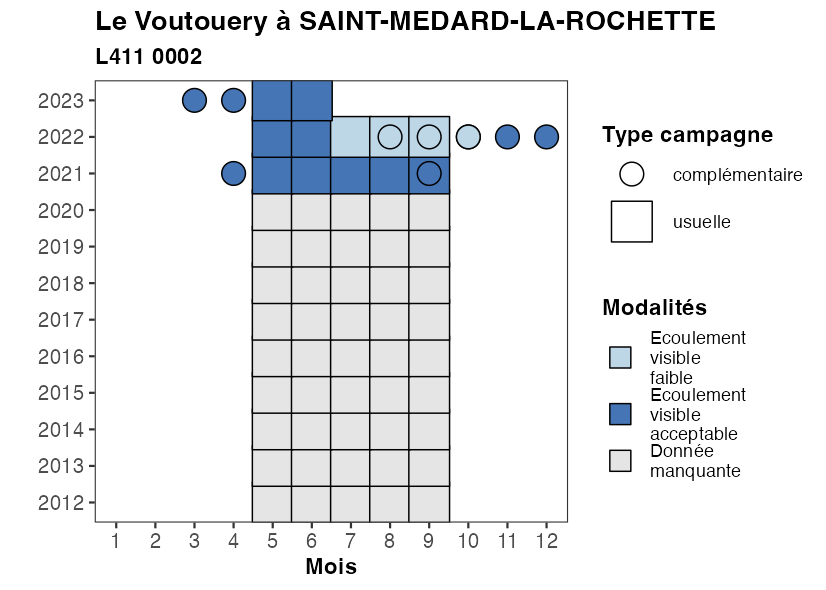 Le Voutouery à SAINT-MEDARD-LA-ROCHETTE
L411 0002
2023
2022
2021
2020
2019
2018
2017
2016
2015
2014
2013
2012
1 2 3 4 5 6 7 8 9 10 11 12
Mois
Type campagne
complémentaire
usuelle
Modalités
Ecoulement
visible
faible
Ecoulement
visible
acceptable
Donnée
manquante